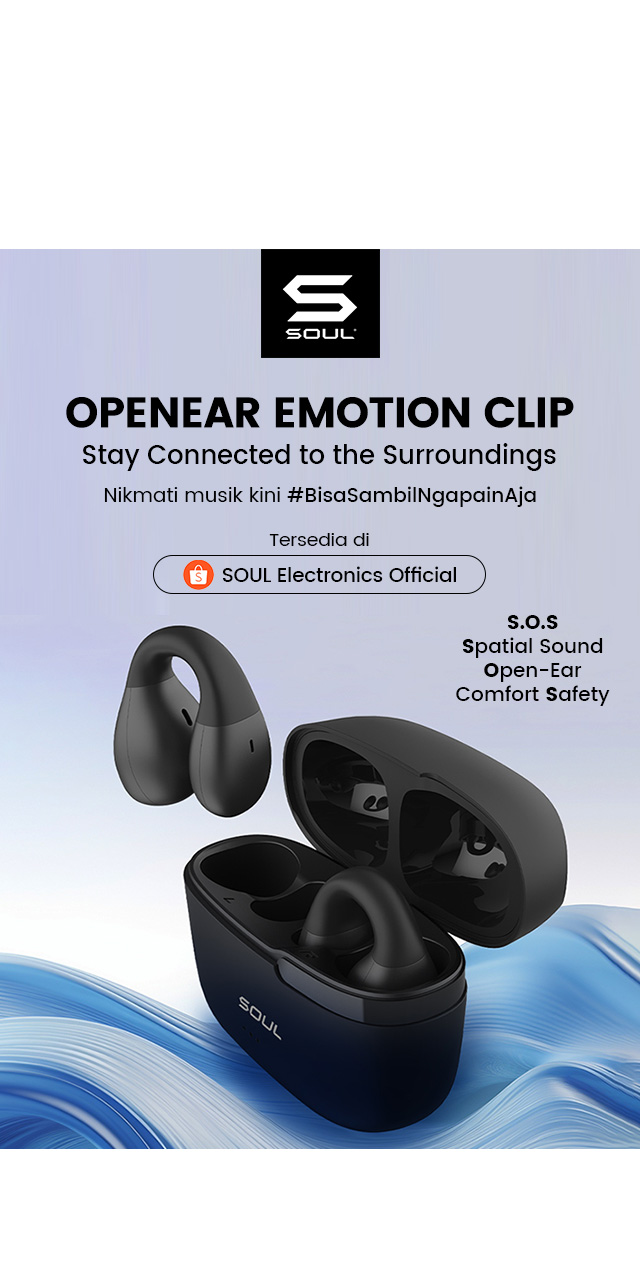 SOUL
OPENEAR EMOTION CLIP
Stay Connected to the Surroundings
Nikmati musik kini #BisaSambilNgapainAja
Tersedia di
SOUL Electronics Official
S.O.S
Spatial Sound
Open-Ear
Comfort Safety
SOUL